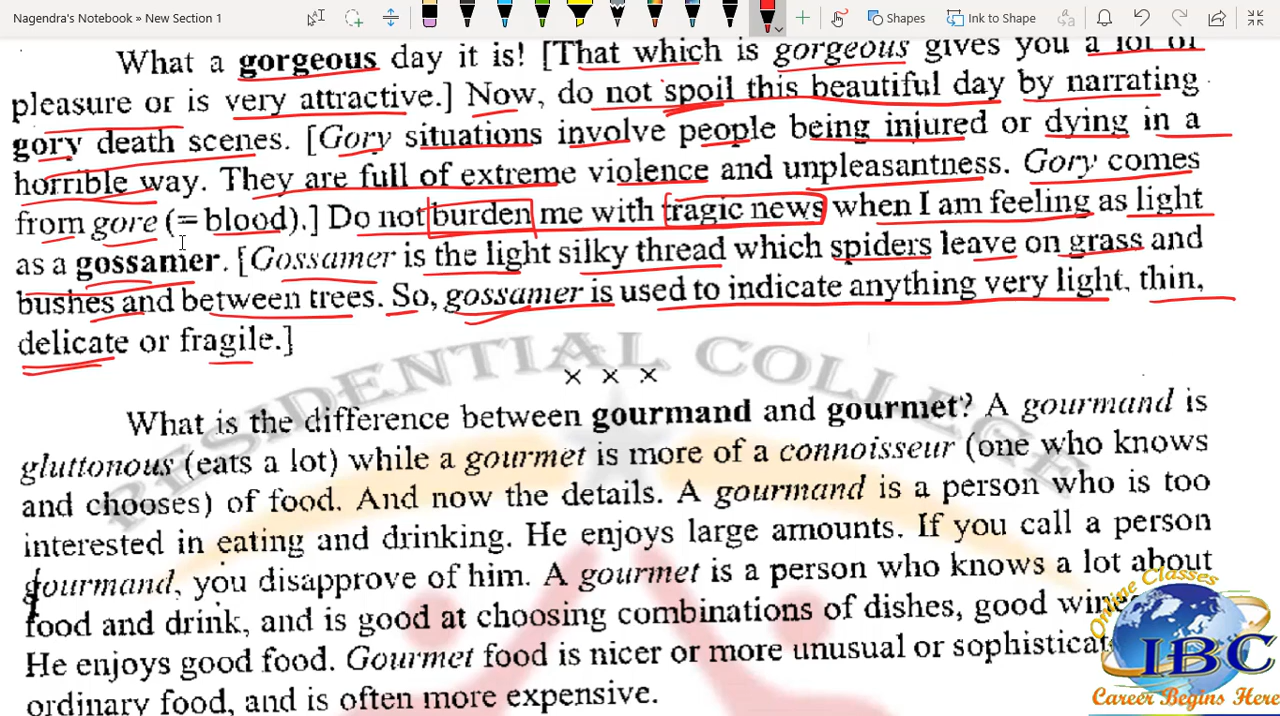 Nagendra's Notebook » New Section 1
Shapes
Ink to Shape
What a gorgeous day it is! [That which is gorgeous gives you a lot of
pleasure or is very attractive.] Now, do not spoil this beautiful day by narrating
gory death scenes. [Gory situations involve people being injured or dying in a
horrible way. They are full of extreme violence and unpleasantness. Gory comes
from gore (= blood).] Do not burden me with tragic news when I am feeling as light
as a gossamer. [Gossamer is the light silky thread which spiders leave on grass and
bushes and between trees. So, gossamer is used to indicate anything very light, thin,
delicate or fragile.]
× × ×
What is the difference between gourmand and gourmet? A gourmand is
gluttonous (eats a lot) while a gourmet is more of a connoisseur (one who knows
and chooses) of food. And now the details. A gourmand is a person who is too
interested in eating and drinking. He enjoys large amounts. If you call a person
gourmand, you disapprove of him. A gourmet is a person who knows a lot about
food and drink, and is good at choosing combinations of dishes, good wine
He enjoys good food. Gourmet food is nicer or more unusual or sophisticat
ordinary food, and is often more expensive.
RESIDENTIAL COLLEGE
Online Classes
IBC
Career Begins Here